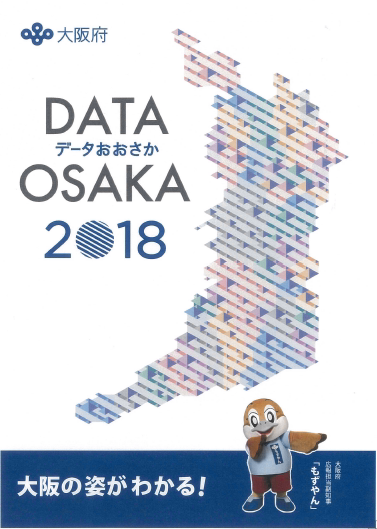 大阪府
DATA
データおおさか
OSAKA
2018
大阪府
広報担当副知事
「もずやん」
大阪の姿がわかる!